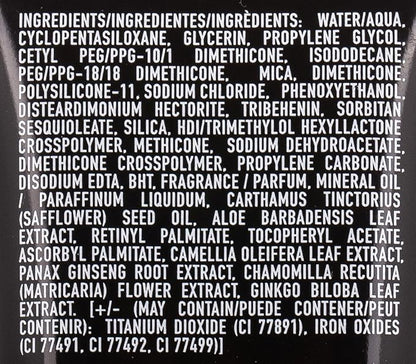 INGREDIENTS/INGREDIENTES/INGRÈDIENTS: WATER/AQUA,
CYCLOPENTASILOXANE, GLYCERIN, PROPYLENE GLYCOL,
CETYL PEG/PPG-10/1 DIMETHICONE, ISODODECANE,
PEG/PPG-18/18 DIMETHICONE, MICA, DIMETHICONE,
POLYSILICONE-11, SODIUM CHLORIDE, PHENOXYETHANOL,
DISTEARDIMONIUM HECTORITE, TRIBEHENIN, SORBITAN
SESQUIOLEATE, SILICA, HDI/TRIMETHYLOL HEXYLLACTONE
CROSSPOLYMER, METHICONE, SODIUM DEHYDROACETATE,
DIMETHICONE CROSSPOLYMER, PROPYLENE CARBONATE,
DISODIUM EDTA, BHT, FRAGRANCE / PARFUM, MINERAL OIL
/ PARAFFINUM LIQUIDUM, CARTHAMUS TINCTORIUS
(SAFFLOWER) SEED OIL, ALOE BARBADENSIS LEAF
EXTRACT, RETINYL PALMITATE, TOCOPHERYL ACETATE,
ASCORBYL PALMITATE, CAMELLIA OLEIFERA LEAF EXTRACT,
PANAX GINSENG ROOT EXTRACT, CHAMOMILLA RECUTITA
(MATRICARIA) FLOWER EXTRACT, GINKGO BILOBA LEAF
EXTRACT, [+/- (MAY CONTAIN/PUEDE CONTENER/PEUT
CONTENIR): TITANIUM DIOXIDE (CI 77891), IRON OXIDES
(CI 77491, CI 77492, CI 77499)]